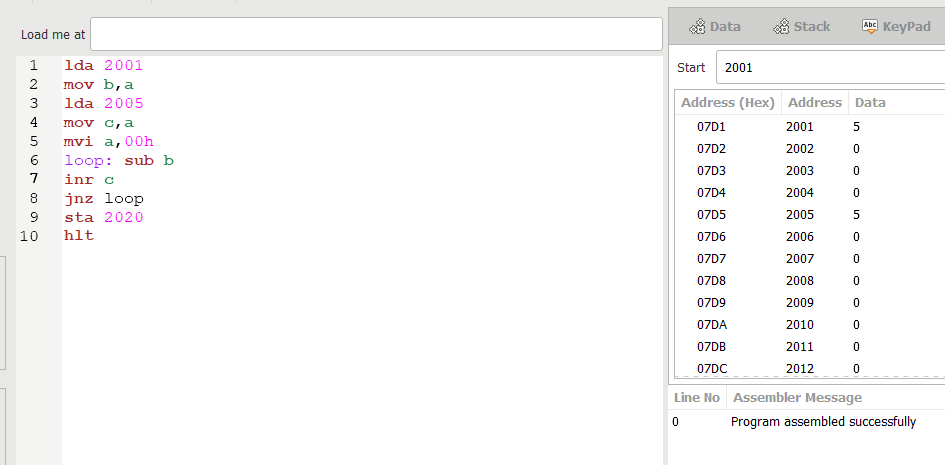 Load me at
1 lda 2001
2 mov b,a
3 lda 2005
4 mov c,a
5 mvi a,00h
6 loop: sub b
7 inr c
8 jnz loop
9 sta 2020
10 hlt
Data Stack Abc KeyPad
Start 2001
Address (Hex) Address Data
07D1 2001 5
07D2 2002 0
07D3 2003 0
07D4 2004 0
07D5 2005 5
07D6 2006 0
07D7 2007 0
07D8 2008 0
07D9 2009 0
07DA 2010 0
07DB 2011 0
07DC 2012 0
Line No Assembler Message
0 Program assembled successfully